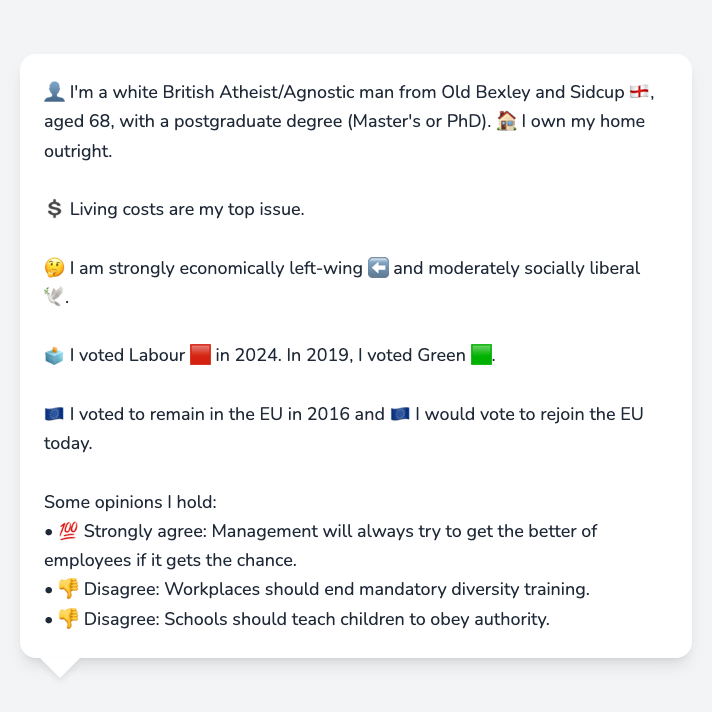 👤 I'm a white British Atheist/Agnostic man from Old Bexley and Sidcup 🏴󠁧󠁢󠁥󠁮󠁧󠁿,
aged 68, with a postgraduate degree (Master's or PhD). 🏠 I own my home
outright.
💲 Living costs are my top issue.
🤔 I am strongly economically left-wing ⬅️ and moderately socially liberal
🕊️.
🗳️ I voted Labour 🟥 in 2024. In 2019, I voted Green 🟩.
🇪🇺 I voted to remain in the EU in 2016 and 🇪🇺 I would vote to rejoin the EU
today.
Some opinions I hold:
• 💯 Strongly agree: Management will always try to get the better of
employees if it gets the chance.
• 👎 Disagree: Workplaces should end mandatory diversity training.
• 👎 Disagree: Schools should teach children to obey authority.